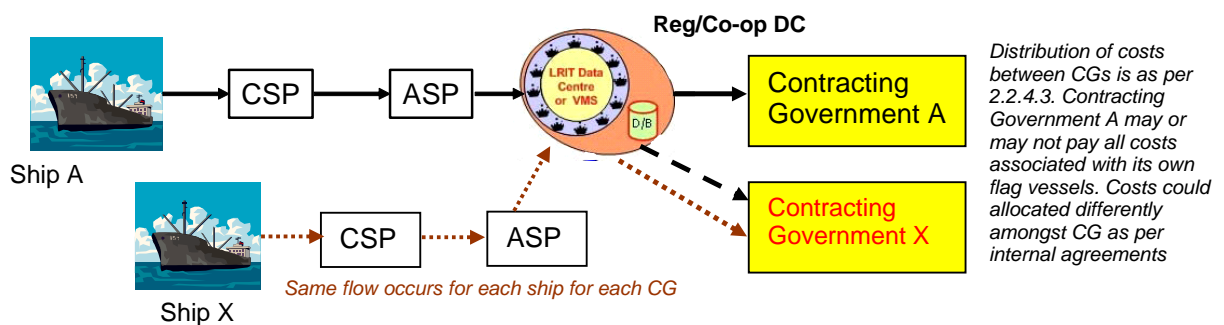 Reg/Co-op DC
CSP
ASP
LRIT Data
Centre
or VMS
D/B
Contracting
Government A
Distribution of costs
between CGs is as per
2.2.4.3. Contracting
Government A may or
may not pay all costs
associated with its own
flag vessels. Costs could
allocated differently
amongst CG as per
internal agreements
Ship A
CSP
ASP
Contracting
Government X
Same flow occurs for each ship for each CG
Ship X